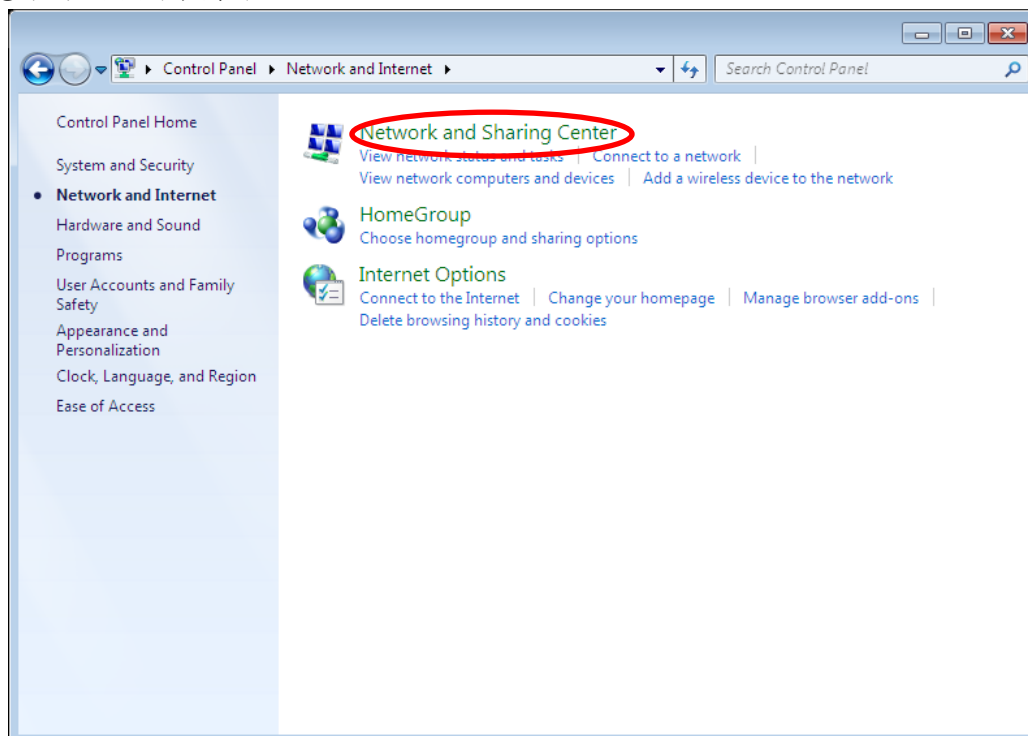 Control Panel Network and Internet Search Control Panel
Control Panel Home
System and Security
Network and Internet
Hardware and Sound
Programs
User Accounts and Family
Safety
Appearance and
Personalization
Clock, Language, and Region
Ease of Access
Network and Sharing Center
View network status and tasks Connect to a network
View network computers and devices Add a wireless device to the network
HomeGroup
Choose homegroup and sharing options
Internet Options
Connect to the Internet Change your homepage Manage browser add-ons
Delete browsing history and cookies